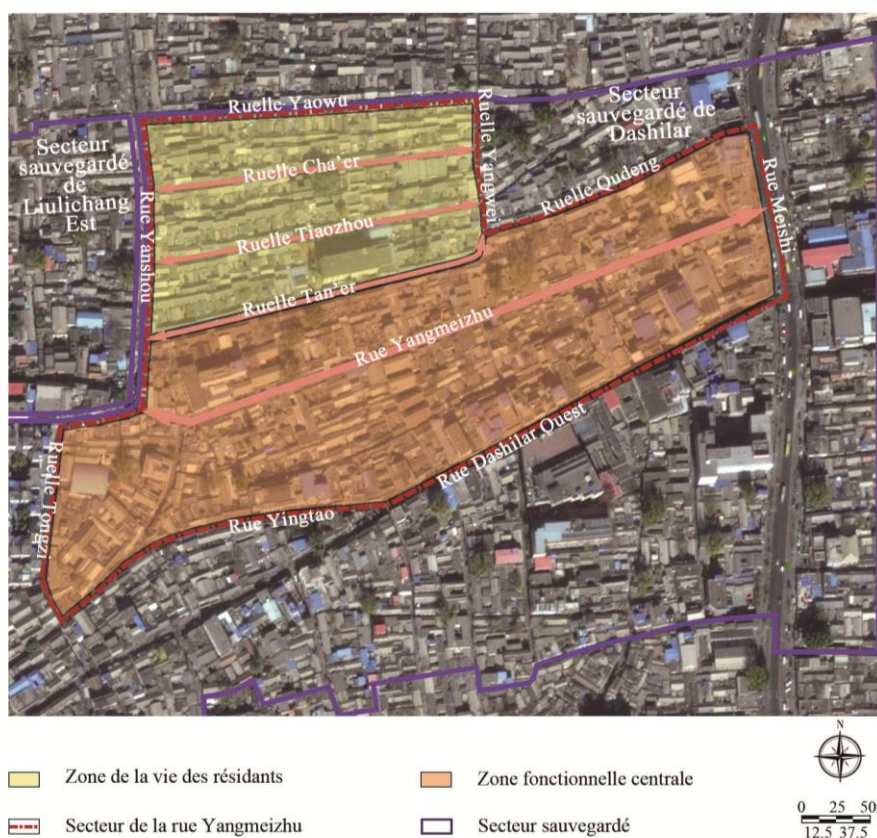 Ruelle Yaowu
Secteur
sauvegardé
de
Liulichang
Est
Secteur
sauvegardé de
Dashilar
Ruelle Yangwei
Ruelle Cha'er
Ruelle Qudeng
Rue Meishi
Rue Yanshou
Ruelle Tiaozhou
Ruelle Tan'er
Rue Yangmeizhu
Rue Dashilar Ouest
Ruelle Tongzi
Rue Yingtao
N
Zone de la vie des résidants
Zone fonctionnelle centrale
Secteur de la rue Yangmeizhu
Secteur sauvegardé
0 25 50
12.5 37.5